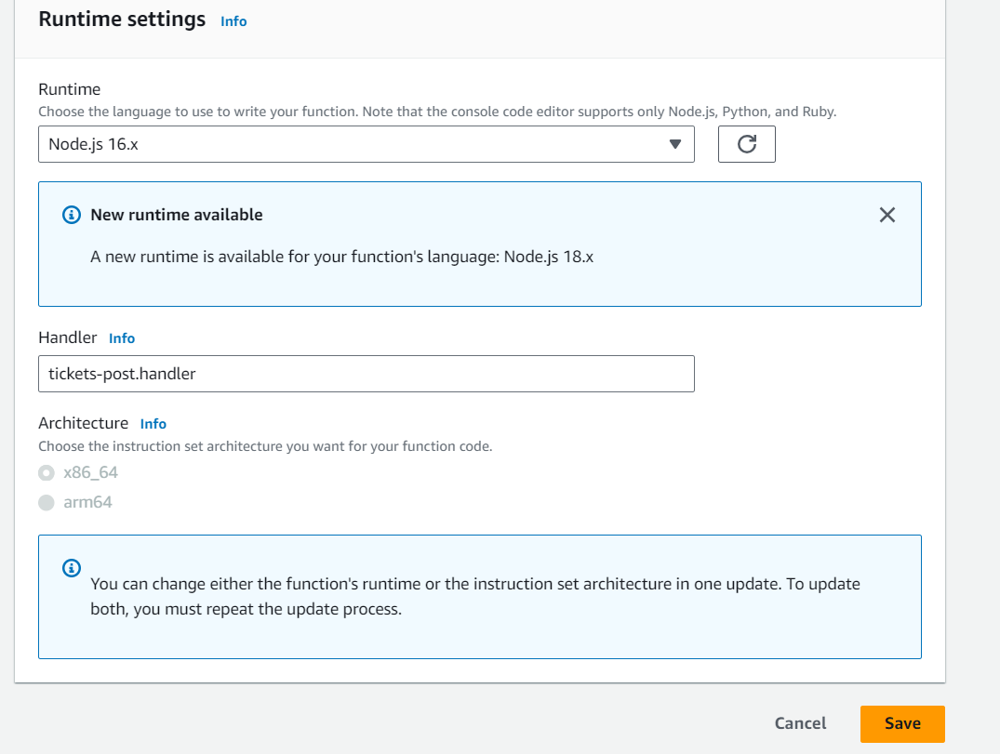 Runtime settings Info
Runtime
Choose the language to use to write your function. Note that the console code editor supports only Node.js, Python, and Ruby.
Node.js 16.x
New runtime available
A new runtime is available for your function's language: Node.js 18.x
Handler Info
tickets-post.handler
Architecture Info
Choose the instruction set architecture you want for your function code.
x86_64
arm64
You can change either the function's runtime or the instruction set architecture in one update. To update
both, you must repeat the update process.
Cancel Save